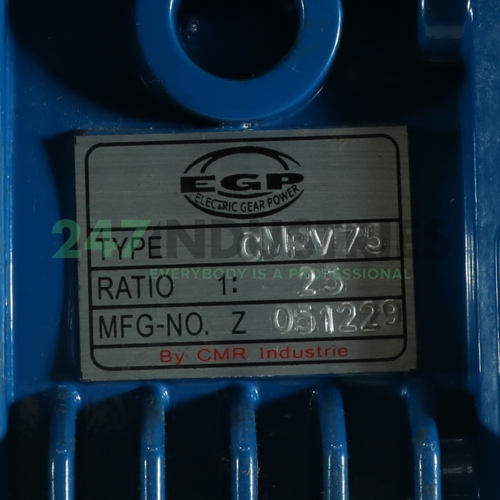 EGP
ELECTRIC GEAR POWER
TYPE CMRV75
247 INDUSTRIES
EVERYBODY IS A PROFESSIONAL
RATIO 1: 25
MFG-NO. Z 051229
By CMR Industrie